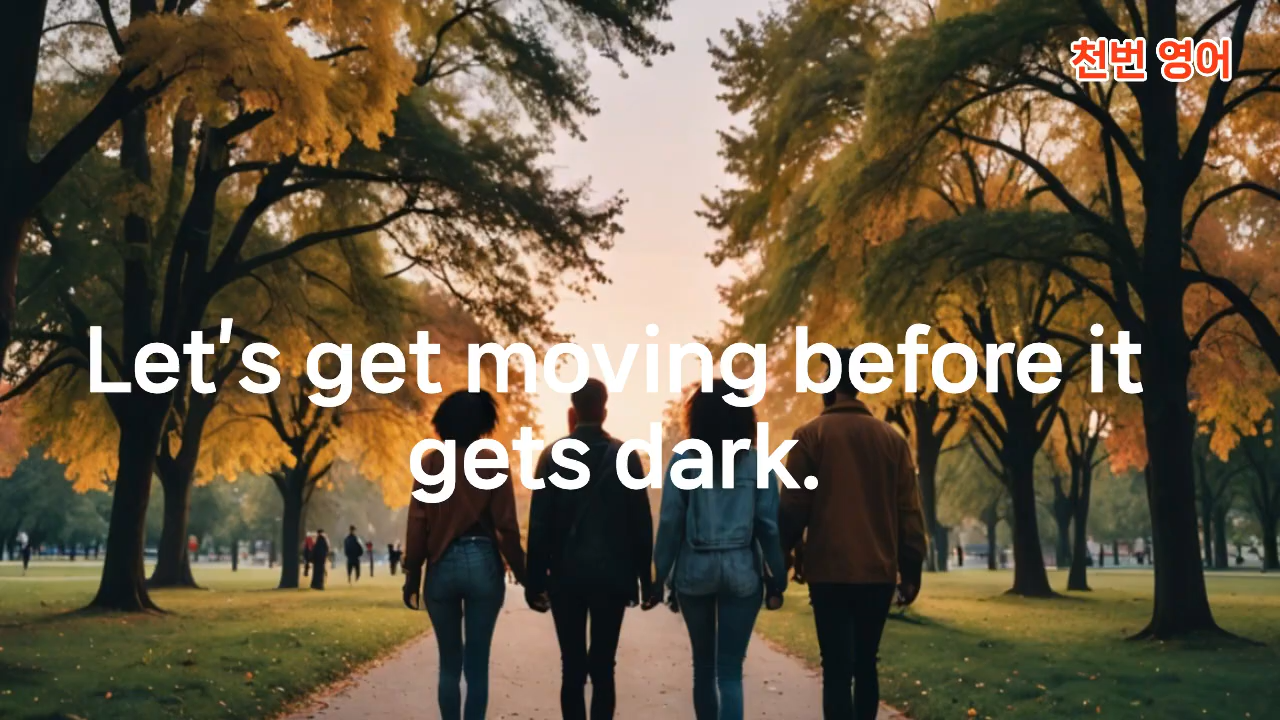 천번 영어
Let's get moving before it
gets dark.